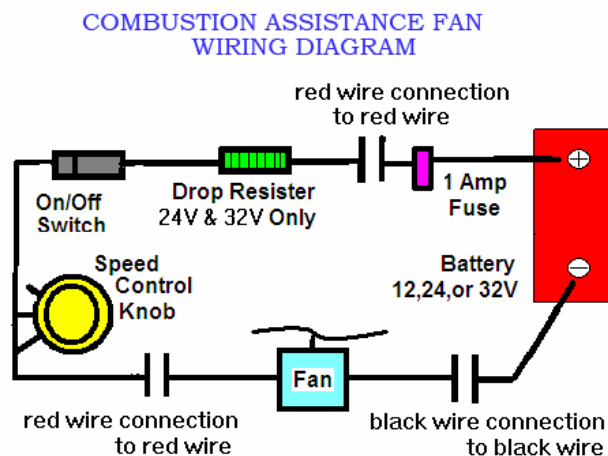 COMBUSTION ASSISTANCE FAN
WIRING DIAGRAM
red wire connection
to red wire
On/Off
Switch
Drop Resister
24V & 32V Only
1 Amp
Fuse
+
Speed
Control
Knob
Battery
12,24,or 32V
−
Fan
red wire connection
to red wire
black wire connection
to black wire